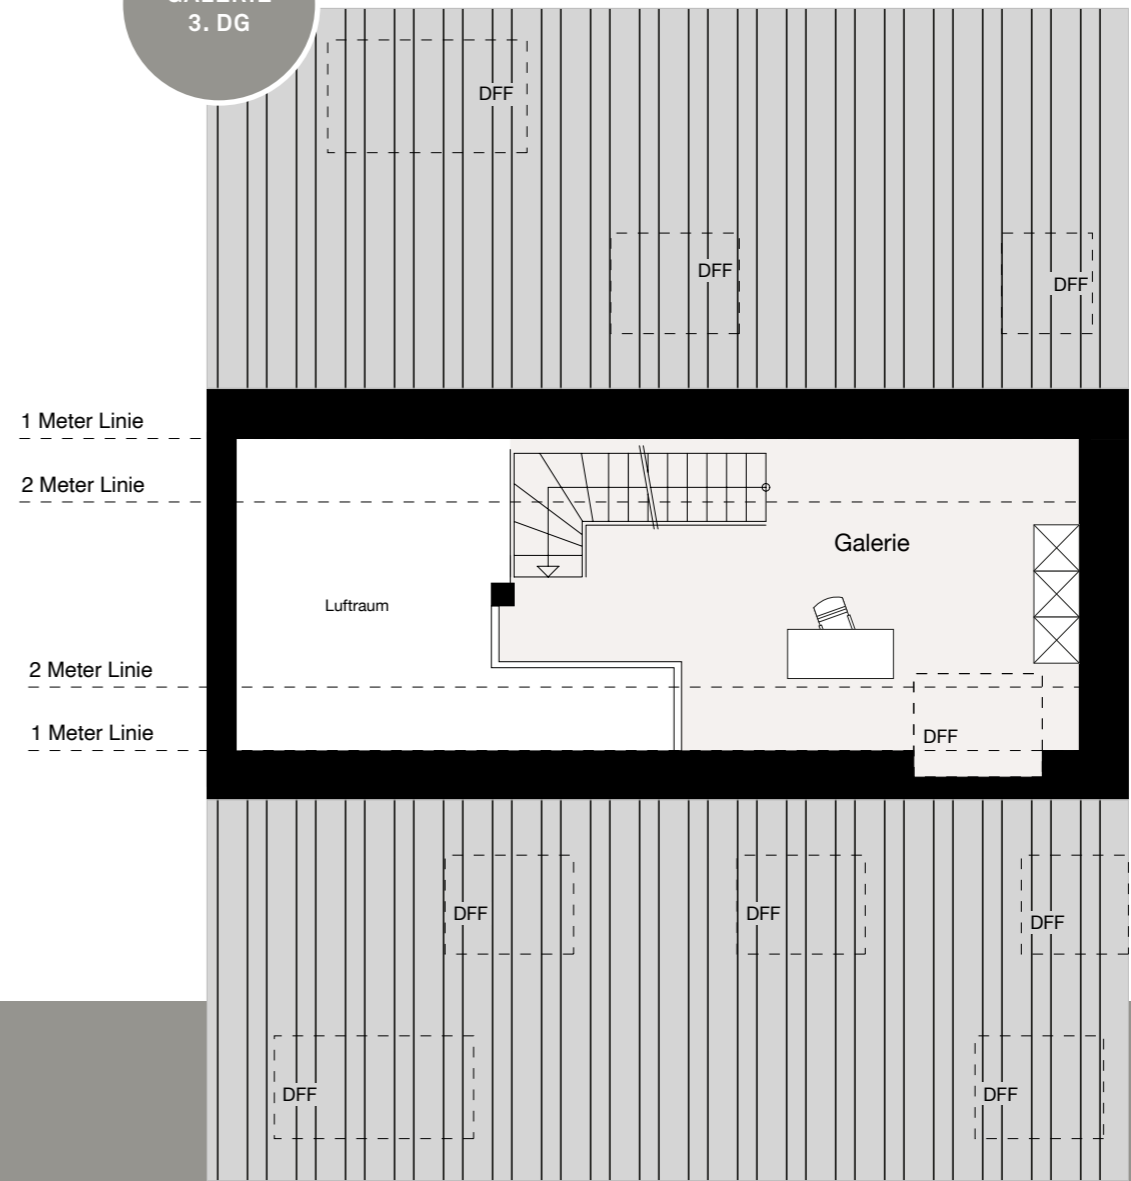 3. DG
DFF
DFF
DFF
1 Meter Linie
2 Meter Linie
Galerie
Luftraum
2 Meter Linie
1 Meter Linie
DFF
DFF
DFF
DFF
DFF
DFF